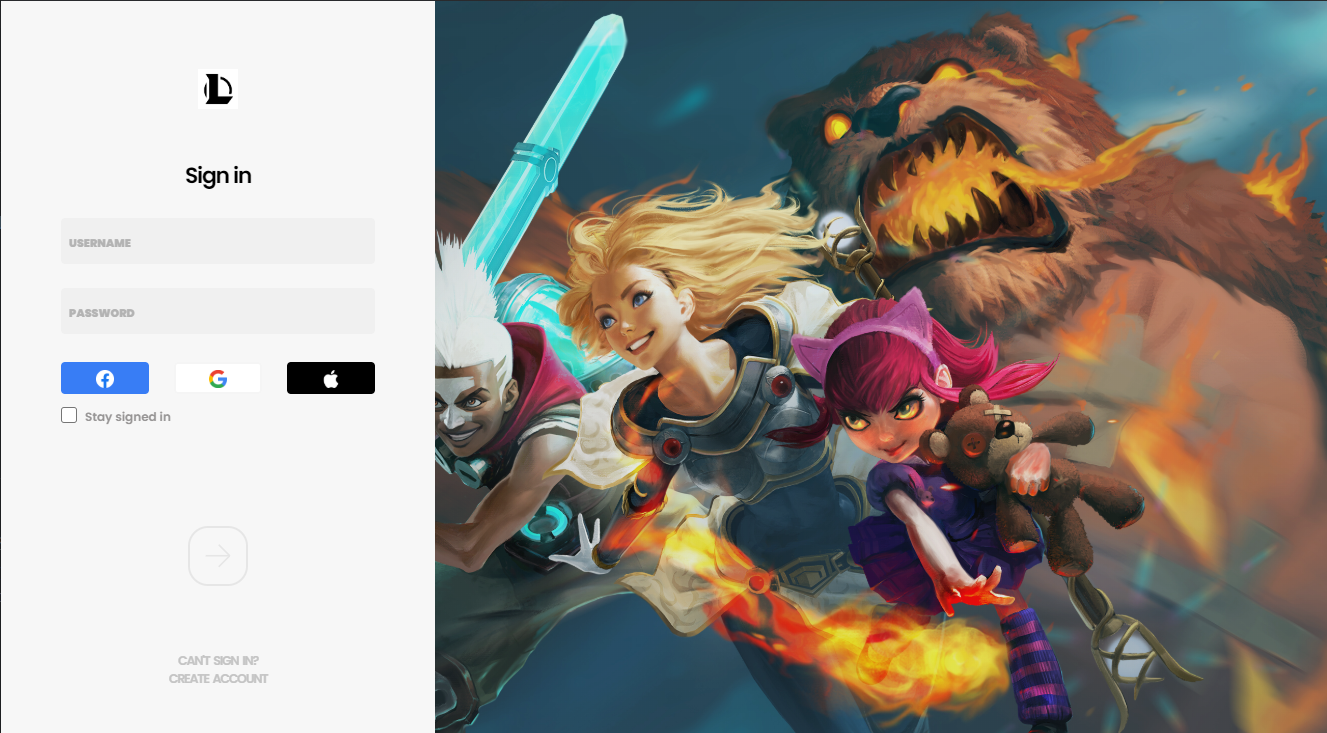 Sign in
USERNAME
PASSWORD
Stay signed in
CAN'T SIGN IN?
CREATE ACCOUNT